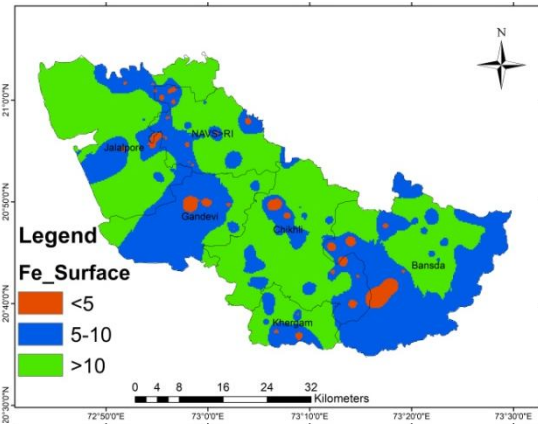 N
21°0'0"N
NAVS>RI
Jalalpore
20°50'0"N
Gandevi
Chikhli
Legend
Bansda
Fe_Surface
<5
20°40'0"N
Khergam
5-10
>10
0 4 8 16 24 32
Kilometers
20°30'0"N
72°50'0"E 73°0'0"E 73°10'0"E 73°20'0"E 73°30'0"E